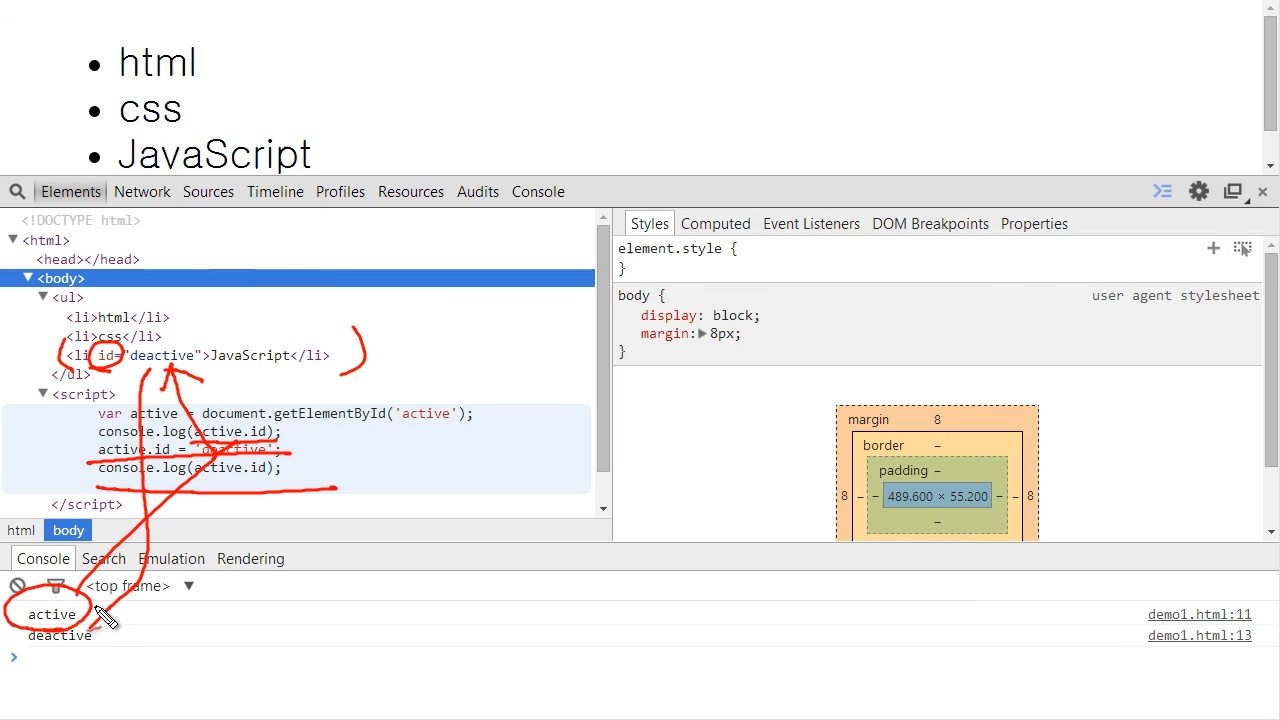 html
css
JavaScript
Elements Network Sources Timeline Profiles Resources Audits Console
<!DOCTYPE html>
<html>
<head></head>
<body>
<ul>
<li>html</li>
<li>css</li>
<li id="deactive">JavaScript</li>
</ul>
<script>
var active = document.getElementById('active');
console.log(active.id);
active.id = 'deactive';
console.log(active.id);
</script>
html body
Styles Computed Event Listeners DOM Breakpoints Properties
element.style {
}
body { user agent stylesheet
display: block;
margin: 8px;
}
margin 8
border –
padding –
8 – – 489.600 × 55.200 – – 8
–
Console Search Emulation Rendering
<top frame>
active demo1.html:11
deactive demo1.html:13